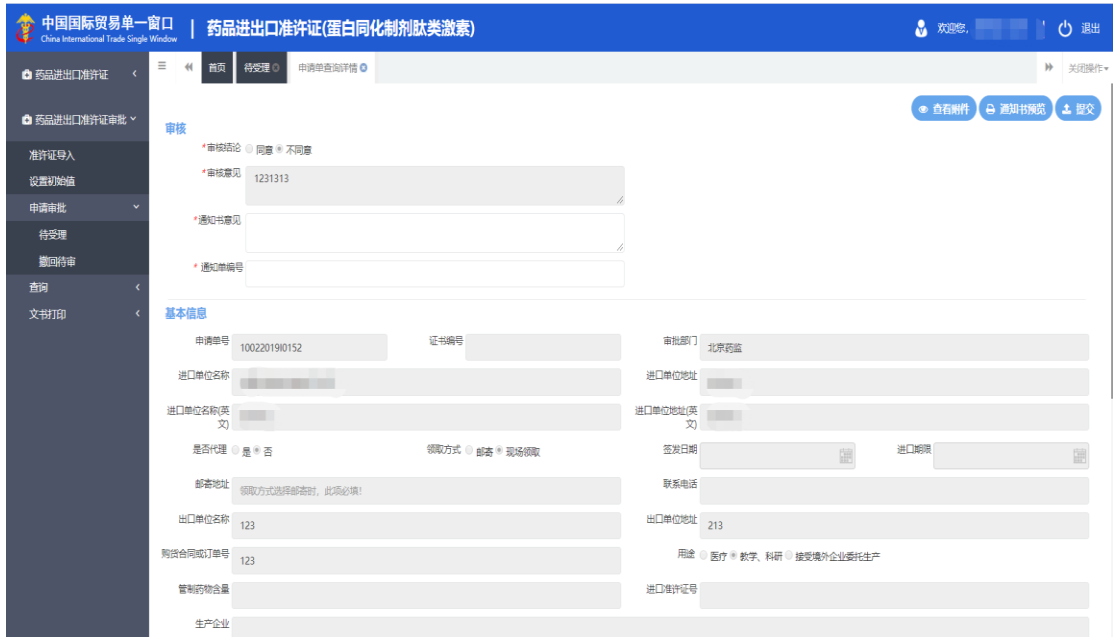 中国国际贸易单一窗口 | 药品进出口准许证(蛋白同化制剂肽类激素) 欢迎您, 退出
China International Trade Single Window
药品进出口准许证
首页 待受理 申请单查询详情 关闭操作
药品进出口准许证审批
查看附件 通知书预览 提交
审核
*审核结论 同意 不同意
准许证导入
*审核意见 1231313
设置初始值
申请审批
*通知书意见
待受理
撤回待审
* 通知单编号
查询
文书打印
基本信息
申请单号 10022019I0152 证书编号 审批部门 北京药监
进口单位名称 进口单位地址
进口单位名称(英文) 进口单位地址(英文)
是否代理 是 否 领取方式 邮寄 现场领取 签发日期 进口期限
邮寄地址 领取方式选择邮寄时，此项必填! 联系电话
出口单位名称 123 出口单位地址 213
购货合同或订单号 123 用途 医疗 教学、科研 接受境外企业委托生产
管制药物含量 进口准许证号
生产企业